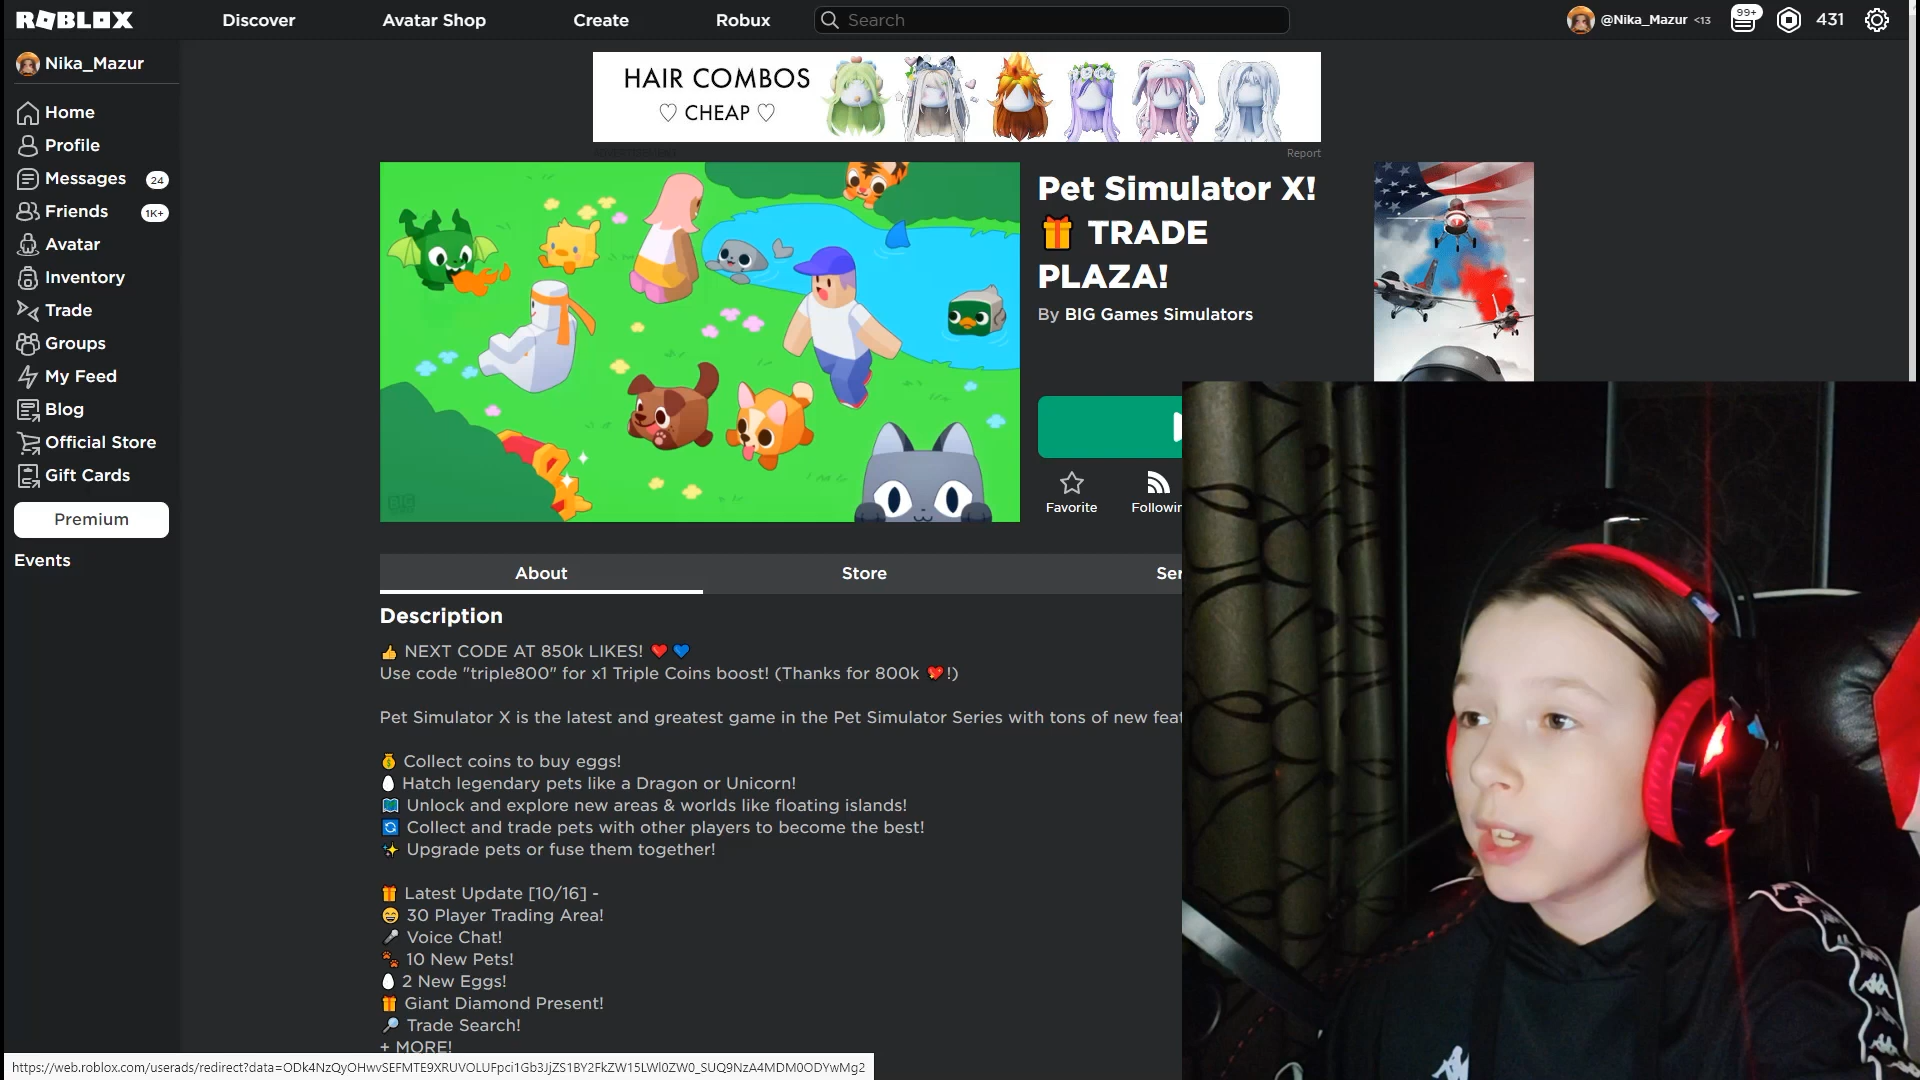 ROBLOX
Discover
Avatar Shop
Create
Robux
Search
@Nika_Mazur <13
99+
431
Nika_Mazur
Home
Profile
Messages 24
Friends 1K+
Avatar
Inventory
Trade
Groups
My Feed
Blog
Official Store
Gift Cards
Premium
Events
HAIR COMBOS
♡ CHEAP ♡
Report
Pet Simulator X!
🎁 TRADE
PLAZA!
By BIG Games Simulators
BIG
Favorite
Followin
About
Store
Ser
Description
👍 NEXT CODE AT 850k LIKES! ❤️ 💙
Use code "triple800" for x1 Triple Coins boost! (Thanks for 800k 💖!)
Pet Simulator X is the latest and greatest game in the Pet Simulator Series with tons of new feat
💰 Collect coins to buy eggs!
🥚 Hatch legendary pets like a Dragon or Unicorn!
🗺️ Unlock and explore new areas & worlds like floating islands!
🔄 Collect and trade pets with other players to become the best!
✨ Upgrade pets or fuse them together!
🎁 Latest Update [10/16] -
😄 30 Player Trading Area!
🎤 Voice Chat!
🐾 10 New Pets!
🥚 2 New Eggs!
🎁 Giant Diamond Present!
🔎 Trade Search!
+ MORE!
https://web.roblox.com/userads/redirect?data=ODk4NzQyOHwvSEFMTE9XRUVOLUFpci1Gb3JjZS1BY2FkZW15LWl0ZW0_SUQ9NzA4MDM0ODYwMg2